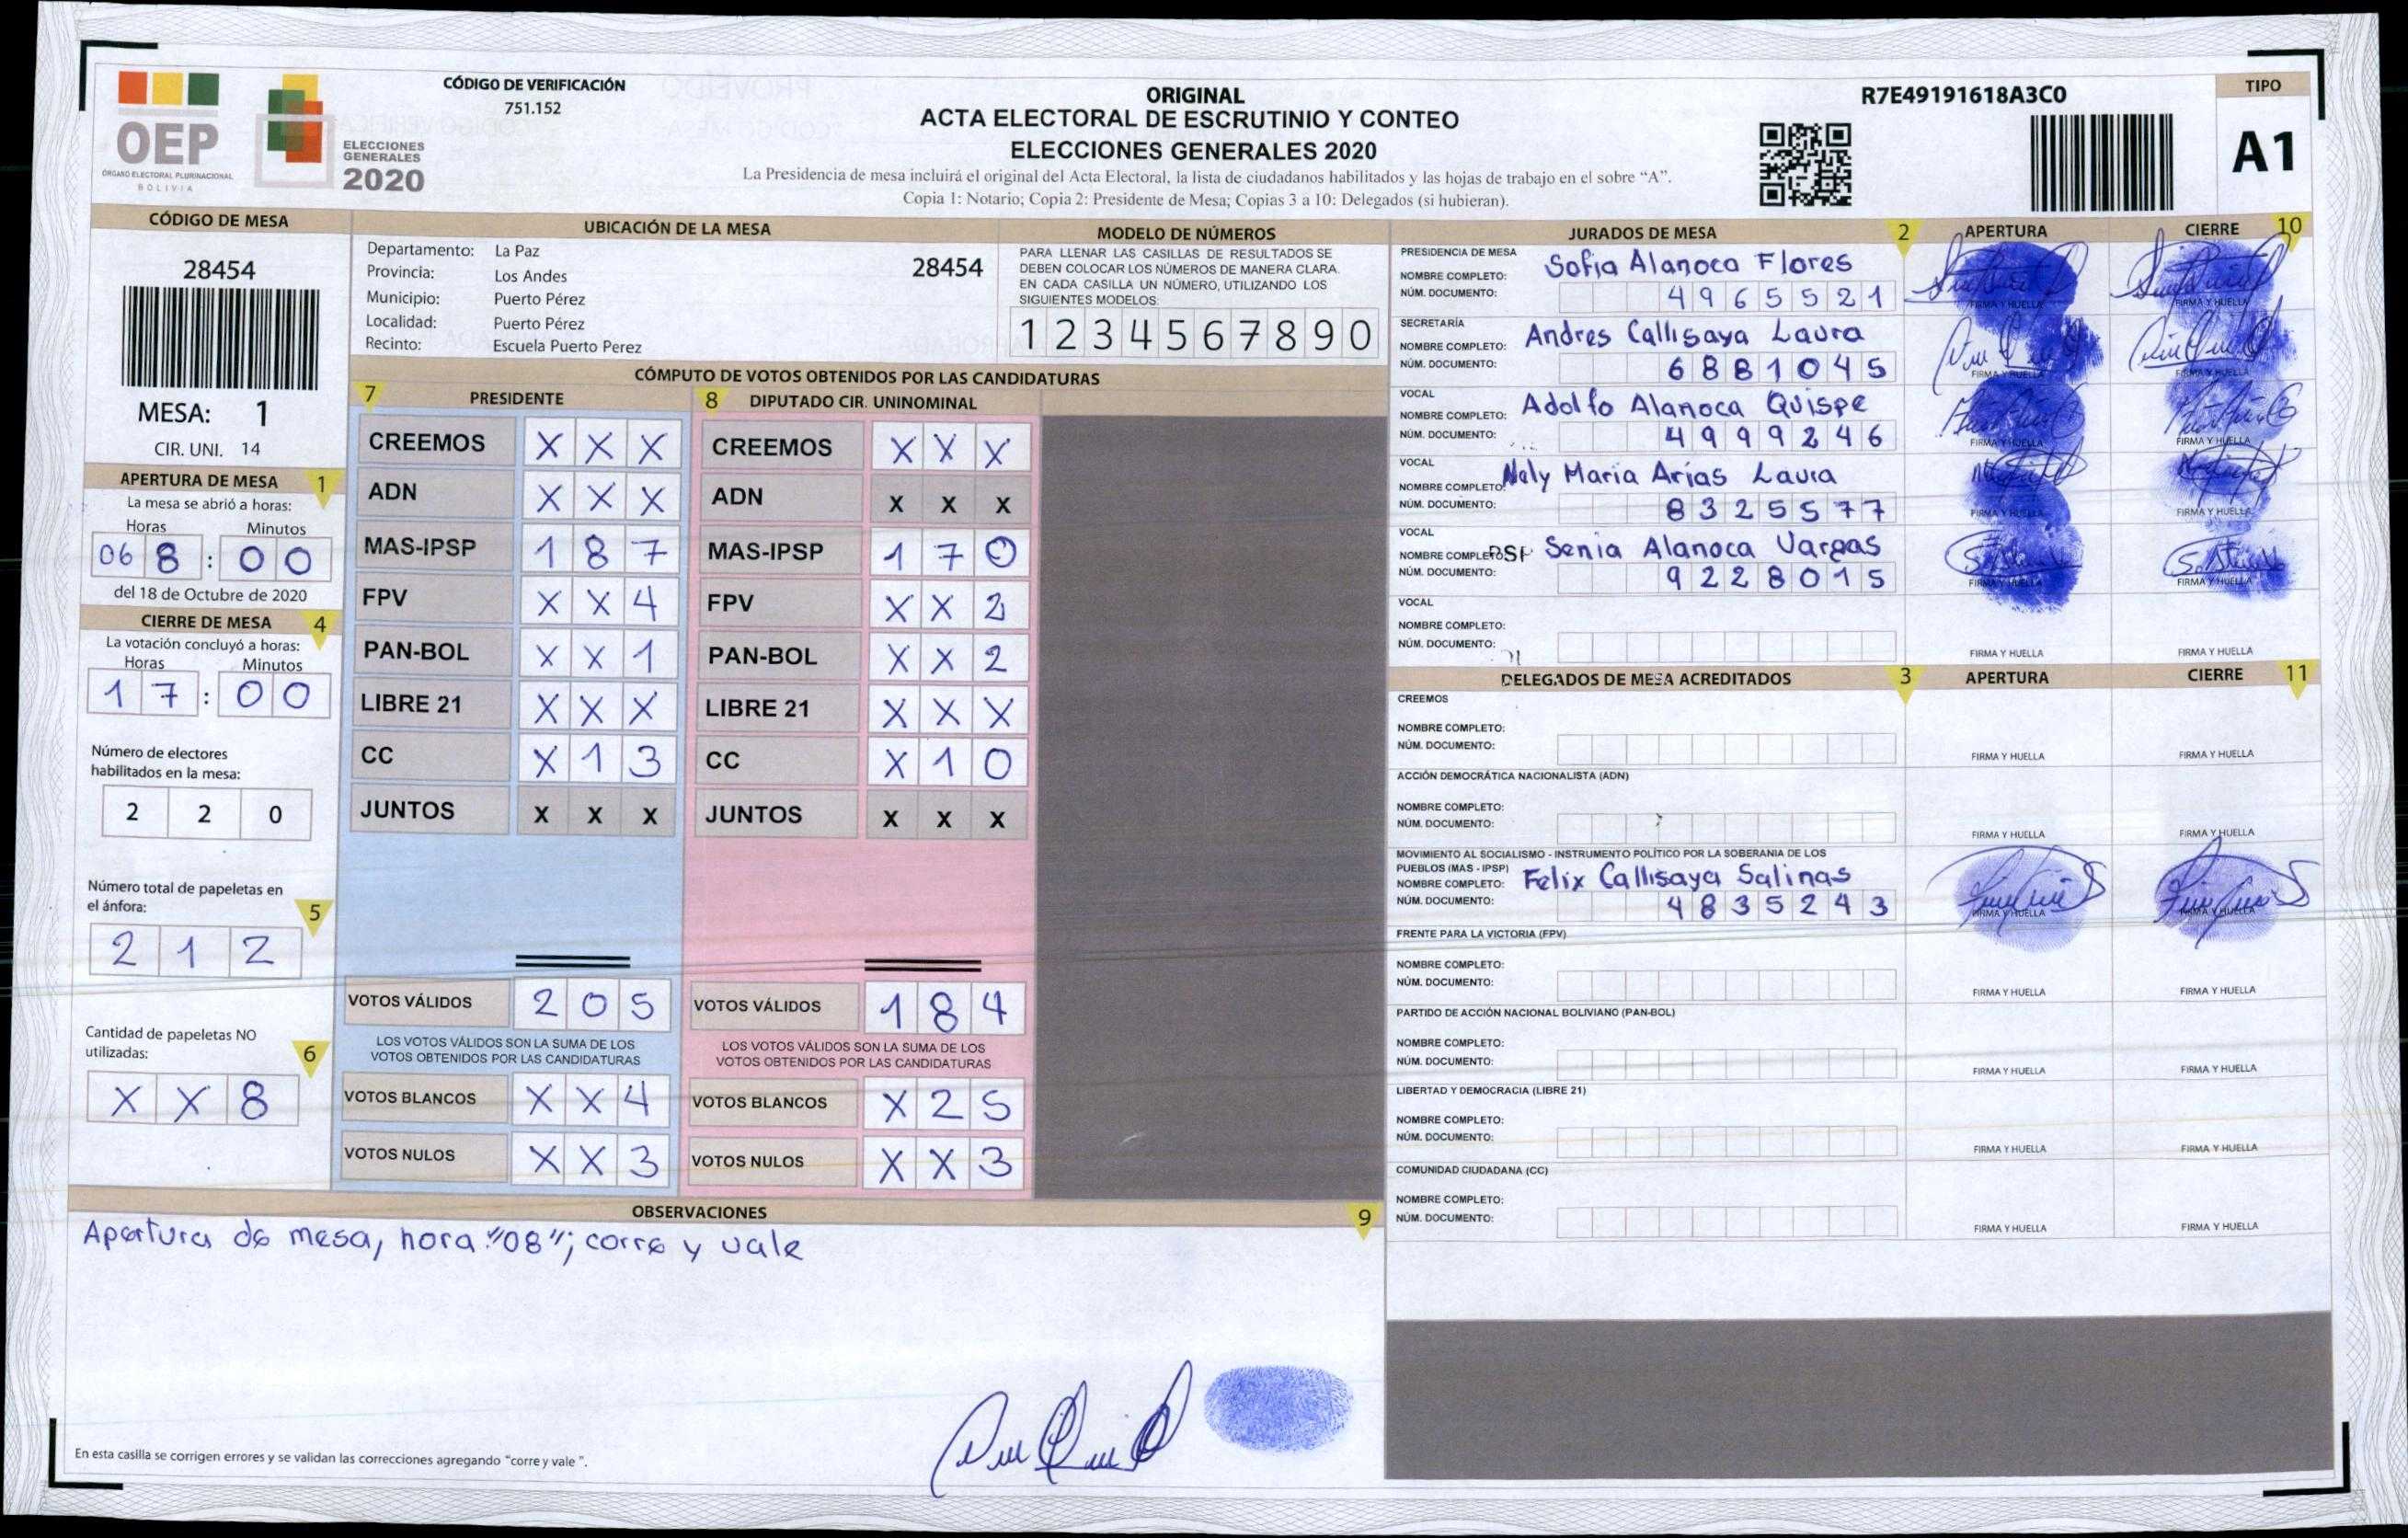 OEP
ÓRGANO ELECTORAL PLURINACIONAL
BOLIVIA
ELECCIONES
GENERALES
2020
CÓDIGO DE VERIFICACIÓN
751.152
ORIGINAL
ACTA ELECTORAL DE ESCRUTINIO Y CONTEO
ELECCIONES GENERALES 2020
La Presidencia de mesa incluirá el original del Acta Electoral, la lista de ciudadanos habilitados y las hojas de trabajo en el sobre “A”.
Copia 1: Notario; Copia 2: Presidente de Mesa; Copias 3 a 10: Delegados (si hubieran).
R7E49191618A3C0
TIPO
A1
CÓDIGO DE MESA
28454
MESA: 1
CIR. UNI. 14
APERTURA DE MESA 1
La mesa se abrió a horas:
Horas Minutos
06 8 : 0 0
del 18 de Octubre de 2020
CIERRE DE MESA 4
La votación concluyó a horas:
Horas Minutos
1 7 : 0 0
Número de electores
habilitados en la mesa:
2 2 0
Número total de papeletas en
el ánfora: 5
2 1 2
Cantidad de papeletas NO
utilizadas: 6
X X 8
UBICACIÓN DE LA MESA
Departamento: La Paz
Provincia: Los Andes
Municipio: Puerto Pérez
Localidad: Puerto Pérez
Recinto: Escuela Puerto Perez
28454
MODELO DE NÚMEROS
PARA LLENAR LAS CASILLAS DE RESULTADOS SE
DEBEN COLOCAR LOS NÚMEROS DE MANERA CLARA.
EN CADA CASILLA UN NÚMERO, UTILIZANDO LOS
SIGUIENTES MODELOS:
1 2 3 4 5 6 7 8 9 0
CÓMPUTO DE VOTOS OBTENIDOS POR LAS CANDIDATURAS
7 PRESIDENTE
CREEMOS X X X
ADN X X X
MAS-IPSP 1 8 7
FPV X X 4
PAN-BOL X X 1
LIBRE 21 X X X
CC X 1 3
JUNTOS X X X
VOTOS VÁLIDOS 2 0 5
LOS VOTOS VÁLIDOS SON LA SUMA DE LOS
VOTOS OBTENIDOS POR LAS CANDIDATURAS
VOTOS BLANCOS X X 4
VOTOS NULOS X X 3
8 DIPUTADO CIR. UNINOMINAL
CREEMOS X X X
ADN X X X
MAS-IPSP 1 7 0
FPV X X 2
PAN-BOL X X 2
LIBRE 21 X X X
CC X 1 0
JUNTOS X X X
VOTOS VÁLIDOS 1 8 4
LOS VOTOS VÁLIDOS SON LA SUMA DE LOS
VOTOS OBTENIDOS POR LAS CANDIDATURAS
VOTOS BLANCOS X 2 5
VOTOS NULOS X X 3
JURADOS DE MESA 2 APERTURA CIERRE 10
PRESIDENCIA DE MESA
NOMBRE COMPLETO: Sofia Alanoca Flores
NÚM. DOCUMENTO: 4 9 6 5 5 2 1
FIRMA Y HUELLA FIRMA Y HUELLA
SECRETARÍA
NOMBRE COMPLETO: Andres Callisaya Laura
NÚM. DOCUMENTO: 6 8 8 1 0 4 5
FIRMA Y HUELLA FIRMA Y HUELLA
VOCAL
NOMBRE COMPLETO: Adolfo Alanoca Quispe
NÚM. DOCUMENTO: 4 9 9 9 2 4 6
FIRMA Y HUELLA FIRMA Y HUELLA
VOCAL
NOMBRE COMPLETO: Nely Maria Arias Laura
NÚM. DOCUMENTO: 8 3 2 5 5 7 7
FIRMA Y HUELLA FIRMA Y HUELLA
VOCAL
NOMBRE COMPLETO: Senia Alanoca Vargas
NÚM. DOCUMENTO: 9 2 2 8 0 1 5
FIRMA Y HUELLA FIRMA Y HUELLA
VOCAL
NOMBRE COMPLETO:
NÚM. DOCUMENTO:
FIRMA Y HUELLA FIRMA Y HUELLA
DELEGADOS DE MESA ACREDITADOS 3 APERTURA CIERRE 11
CREEMOS
NOMBRE COMPLETO:
NÚM. DOCUMENTO:
FIRMA Y HUELLA FIRMA Y HUELLA
ACCIÓN DEMOCRÁTICA NACIONALISTA (ADN)
NOMBRE COMPLETO:
NÚM. DOCUMENTO:
FIRMA Y HUELLA FIRMA Y HUELLA
MOVIMIENTO AL SOCIALISMO - INSTRUMENTO POLÍTICO POR LA SOBERANIA DE LOS
PUEBLOS (MAS - IPSP)
NOMBRE COMPLETO: Felix Callisaya Salinas
NÚM. DOCUMENTO: 4 8 3 5 2 4 3
FIRMA Y HUELLA FIRMA Y HUELLA
FRENTE PARA LA VICTORIA (FPV)
NOMBRE COMPLETO:
NÚM. DOCUMENTO:
FIRMA Y HUELLA FIRMA Y HUELLA
PARTIDO DE ACCIÓN NACIONAL BOLIVIANO (PAN-BOL)
NOMBRE COMPLETO:
NÚM. DOCUMENTO:
FIRMA Y HUELLA FIRMA Y HUELLA
LIBERTAD Y DEMOCRACIA (LIBRE 21)
NOMBRE COMPLETO:
NÚM. DOCUMENTO:
FIRMA Y HUELLA FIRMA Y HUELLA
COMUNIDAD CIUDADANA (CC)
NOMBRE COMPLETO:
NÚM. DOCUMENTO:
FIRMA Y HUELLA FIRMA Y HUELLA
OBSERVACIONES 9
Apertura de mesa, hora "08"; corre y vale
En esta casilla se corrigen errores y se validan las correcciones agregando "corre y vale ".